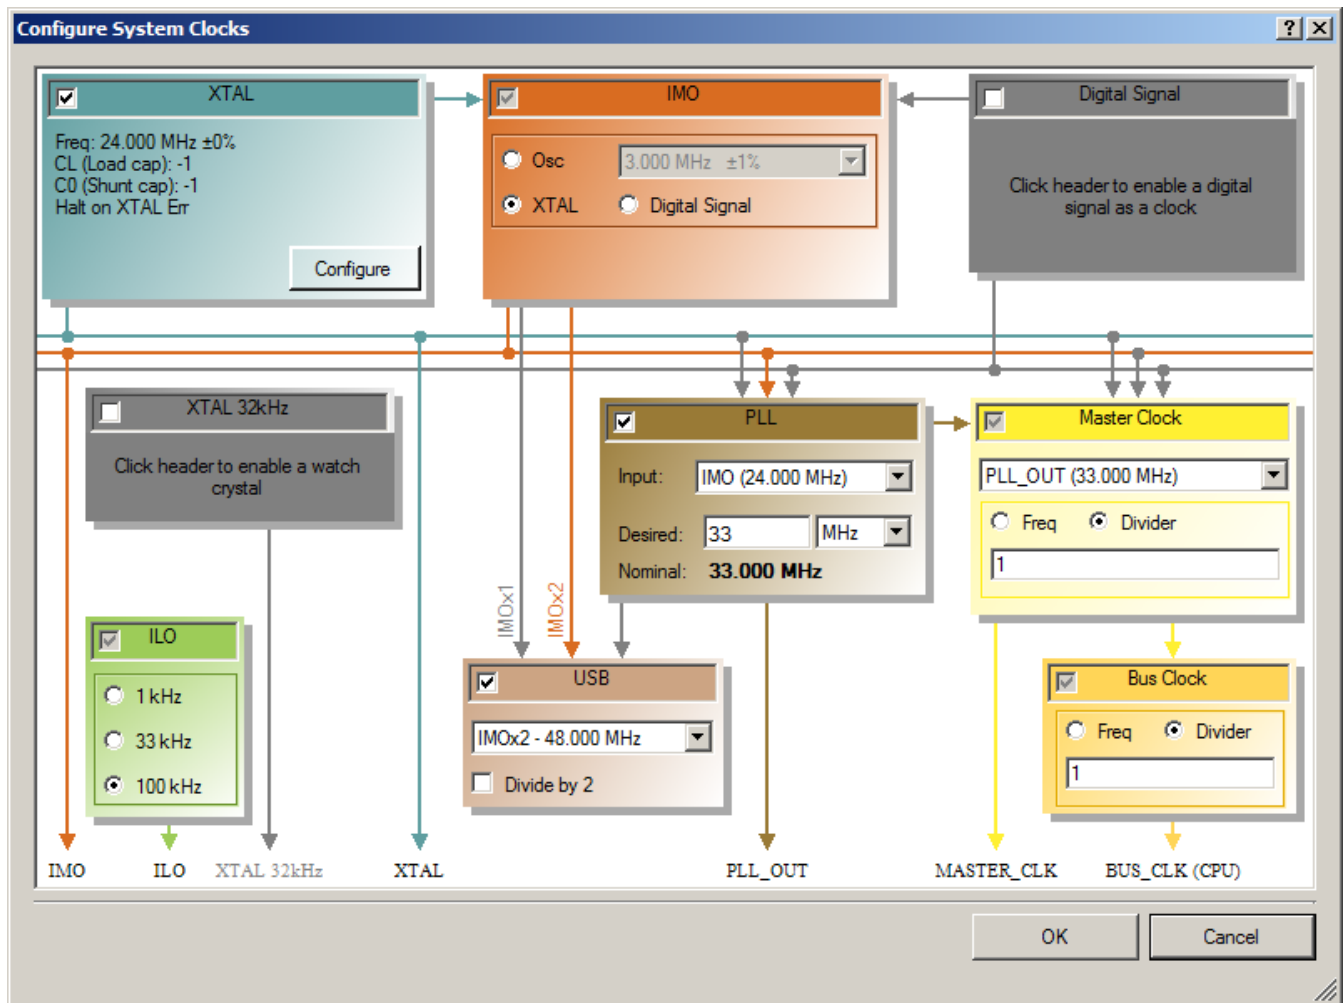 Configure System Clocks
XTAL
Freq: 24.000 MHz ±0%
CL (Load cap): -1
C0 (Shunt cap): -1
Halt on XTAL Err
Configure
IMO
Osc
3.000 MHz ±1%
XTAL
Digital Signal
Digital Signal
Click header to enable a digital
signal as a clock
XTAL 32kHz
Click header to enable a watch
crystal
PLL
Input: IMO (24.000 MHz)
Desired: 33 MHz
Nominal: 33.000 MHz
Master Clock
PLL_OUT (33.000 MHz)
Freq Divider
1
IMOx1
IMOx2
ILO
1 kHz
33 kHz
100 kHz
USB
IMOx2 - 48.000 MHz
Divide by 2
Bus Clock
Freq Divider
1
IMO ILO XTAL 32kHz XTAL PLL_OUT MASTER_CLK BUS_CLK (CPU)
OK Cancel